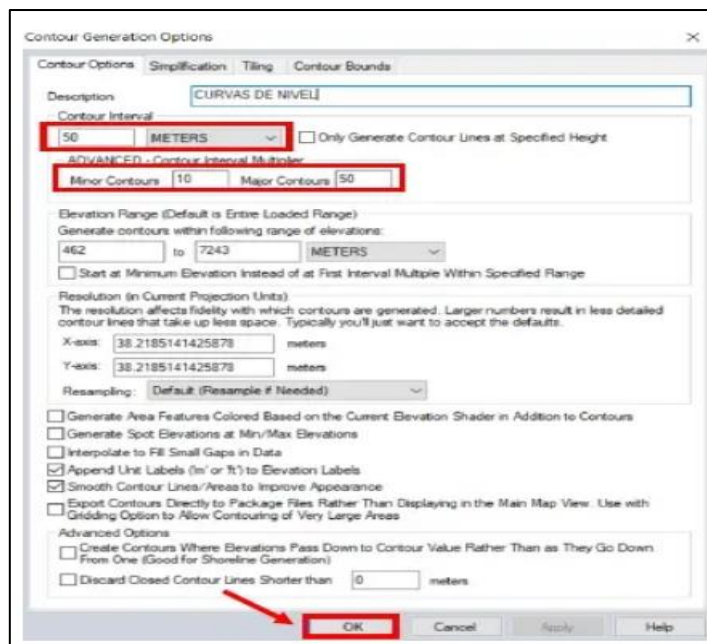 Contour Generation Options
Contour Options Simplification Tiling Contour Bounds
Description CURVAS DE NIVEL
Contour Interval
50 METERS Only Generate Contour Lines at Specified Height
ADVANCED - Contour Interval Multiplier
Minor Contours 10 Major Contours 50
Elevation Range (Default is Entire Loaded Range)
Generate contours within following range of elevations:
462 to 7243 METERS
Start at Minimum Elevation Instead of at First Interval Multiple Within Specified Range
Resolution (in Current Projection Units)
The resolution affects fidelity with which contours are generated. Larger numbers result in less detailed
contour lines that take up less space. Typically you'll just want to accept the defaults.
X-axis: 38.2185141425878 meters
Y-axis: 38.2185141425878 meters
Resampling: Default (Resample if Needed)
Generate Area Features Colored Based on the Current Elevation Shader in Addition to Contours
Generate Spot Elevations at Min/Max Elevations
Interpolate to Fill Small Gaps in Data
Append Unit Labels ('m' or 'ft') to Elevation Labels
Smooth Contour Lines/Areas to Improve Appearance
Export Contours Directly to Package Files Rather Than Displaying in the Main Map View. Use with
Gridding Option to Allow Contouring of Very Large Areas
Advanced Options
Create Contours Where Elevations Pass Down to Contour Value Rather Than as They Go Down
From One (Good for Shoreline Generation)
Discard Closed Contour Lines Shorter than 0 meters
OK Cancel Apply Help